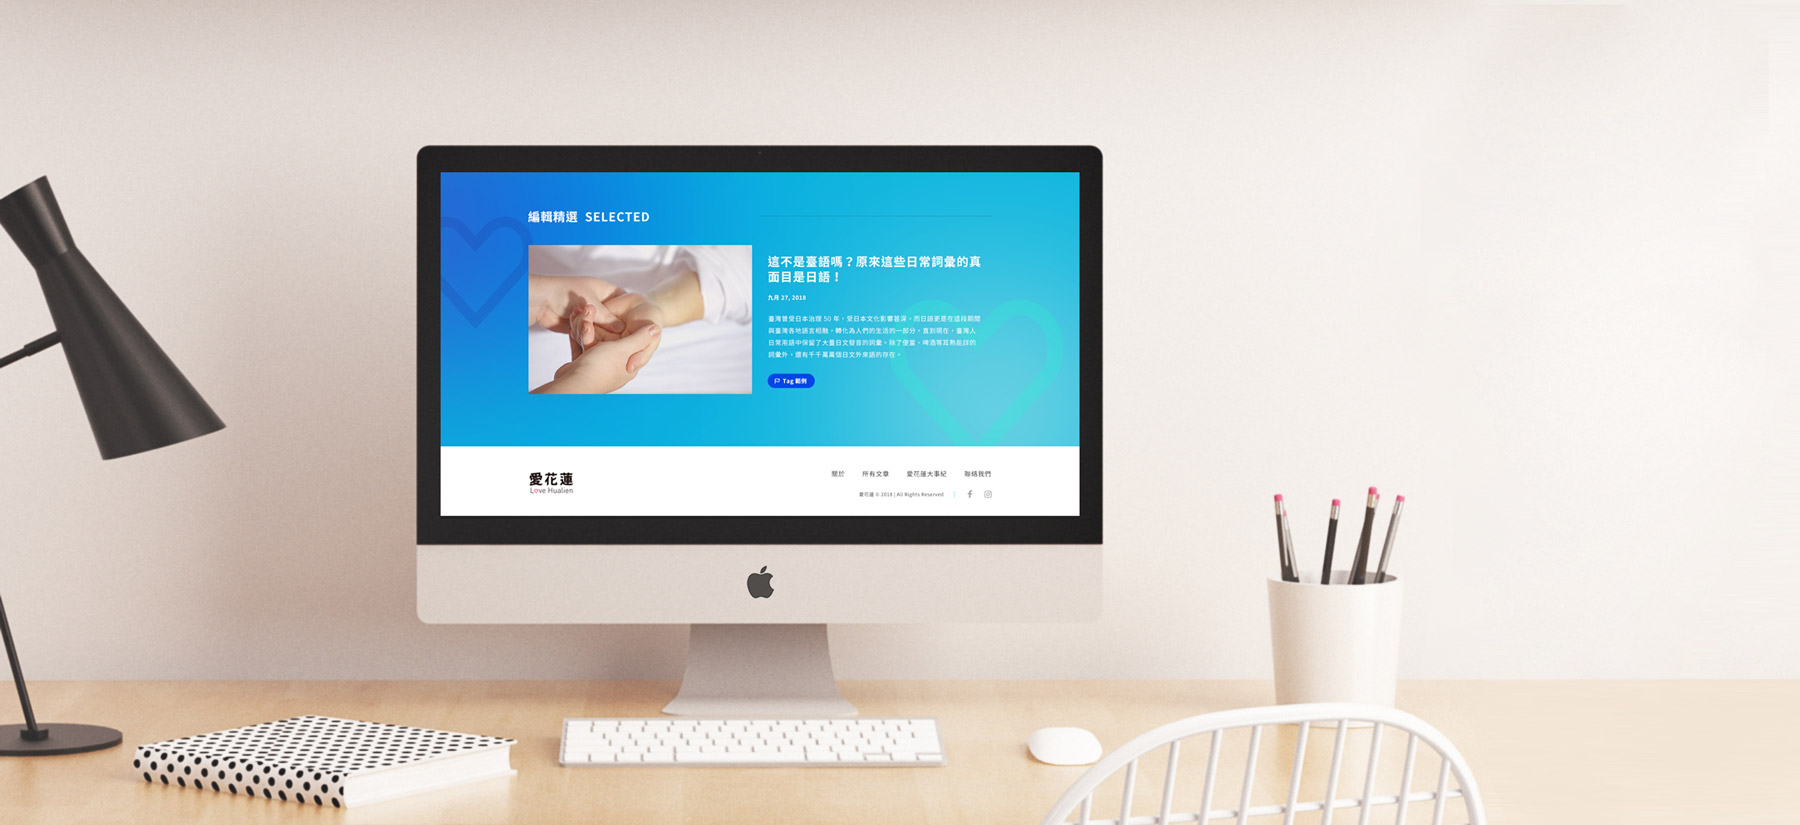 編輯精選 SELECTED
這不是臺語嗎？原來這些日常詞彙的真
面目是日語！
九月 27, 2018
臺灣曾受日本治理 50 年，受日本文化影響甚深。而日語更是在這段期間
與臺灣各地語言相融，轉化為人們的生活的一部分。直到現在，臺灣人
日常用語中保留了大量日文發音的詞彙。除了便當、啤酒等耳熟能詳的
詞彙外，還有千千萬萬個日文外來語的存在。
Tag 範例
愛花蓮
Love Hualien
關於 所有文章 愛花蓮大事紀 聯絡我們
愛花蓮 © 2018 | All Rights Reserved